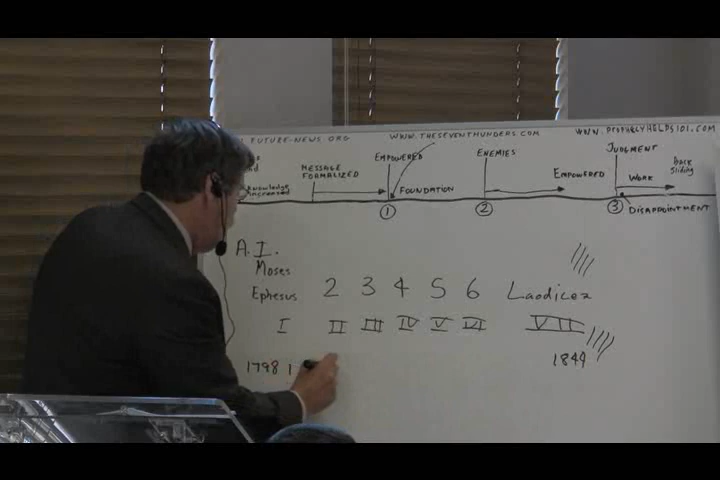 FUTURE-NEWS.ORG WWW.THESEVENTHUNDERS.COM WWW.PROPHECYHELPS101.COM
MESSAGE FORMALIZED
EMPOWERED
FOUNDATION
ENEMIES
EMPOWERED
JUDGMENT
WORK
BACK SLIDING
Knowledge increased
1 2 3 DISAPPOINTMENT
A.I.
Moses
Ephesus 2 3 4 5 6 Laodicea
I II III IV V VI VII
1798 1 1849